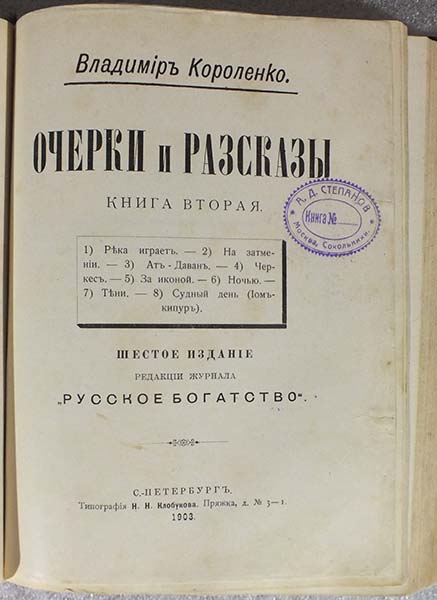 Владиміръ Короленко.
ОЧЕРКИ и РАЗСКАЗЫ
КНИГА ВТОРАЯ.
А. Д. СТЕПАНОВ
Книга №
Москва, Сокольники.
1) Рѣка играетъ. — 2) На затме-
ніи. — 3) Атъ-Даванъ. — 4) Чер-
кесъ. — 5) За иконой. — 6) Ночью. —
7) Тѣни. — 8) Судный день (Іомъ-
кипуръ).
ШЕСТОЕ ИЗДАНІЕ
РЕДАКЦІИ ЖУРНАЛА
„РУССКОЕ БОГАТСТВО“.
С.-ПЕТЕРБУРГЪ.
Типографія Н. Н. Клобукова. Пряжка, д. № 3—1.
1903.